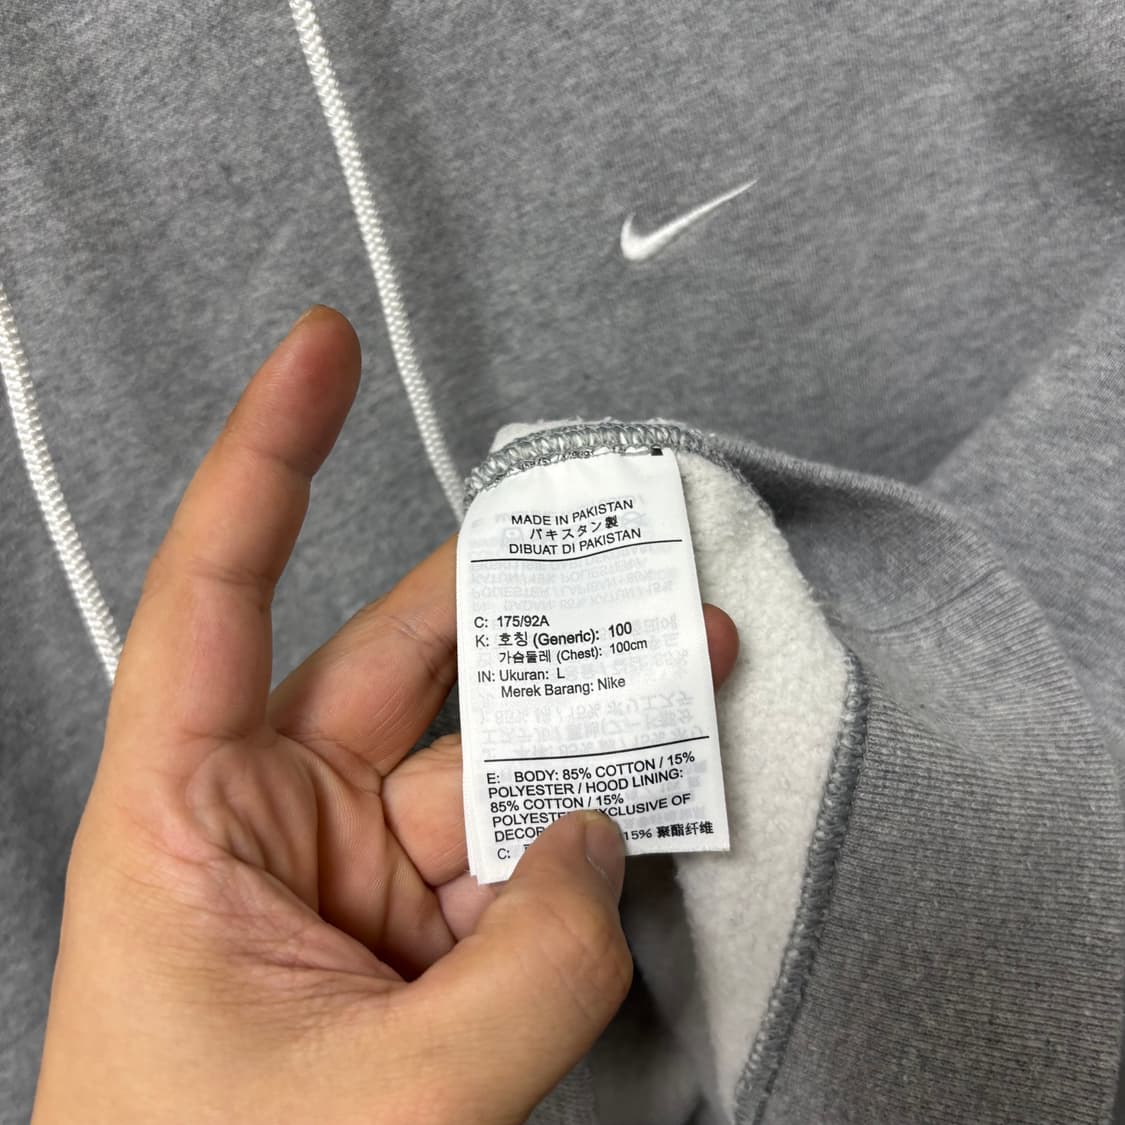 MADE IN PAKISTAN
パキスタン製
DIBUAT DI PAKISTAN
C: 175/92A
K: 호칭 (Generic): 100
가슴둘레 (Chest): 100cm
IN: Ukuran: L
Merek Barang: Nike
E: BODY: 85% COTTON / 15%
POLYESTER / HOOD LINING:
85% COTTON / 15%
POLYESTER EXCLUSIVE OF
DECOR
C: 15% 聚酯纤维